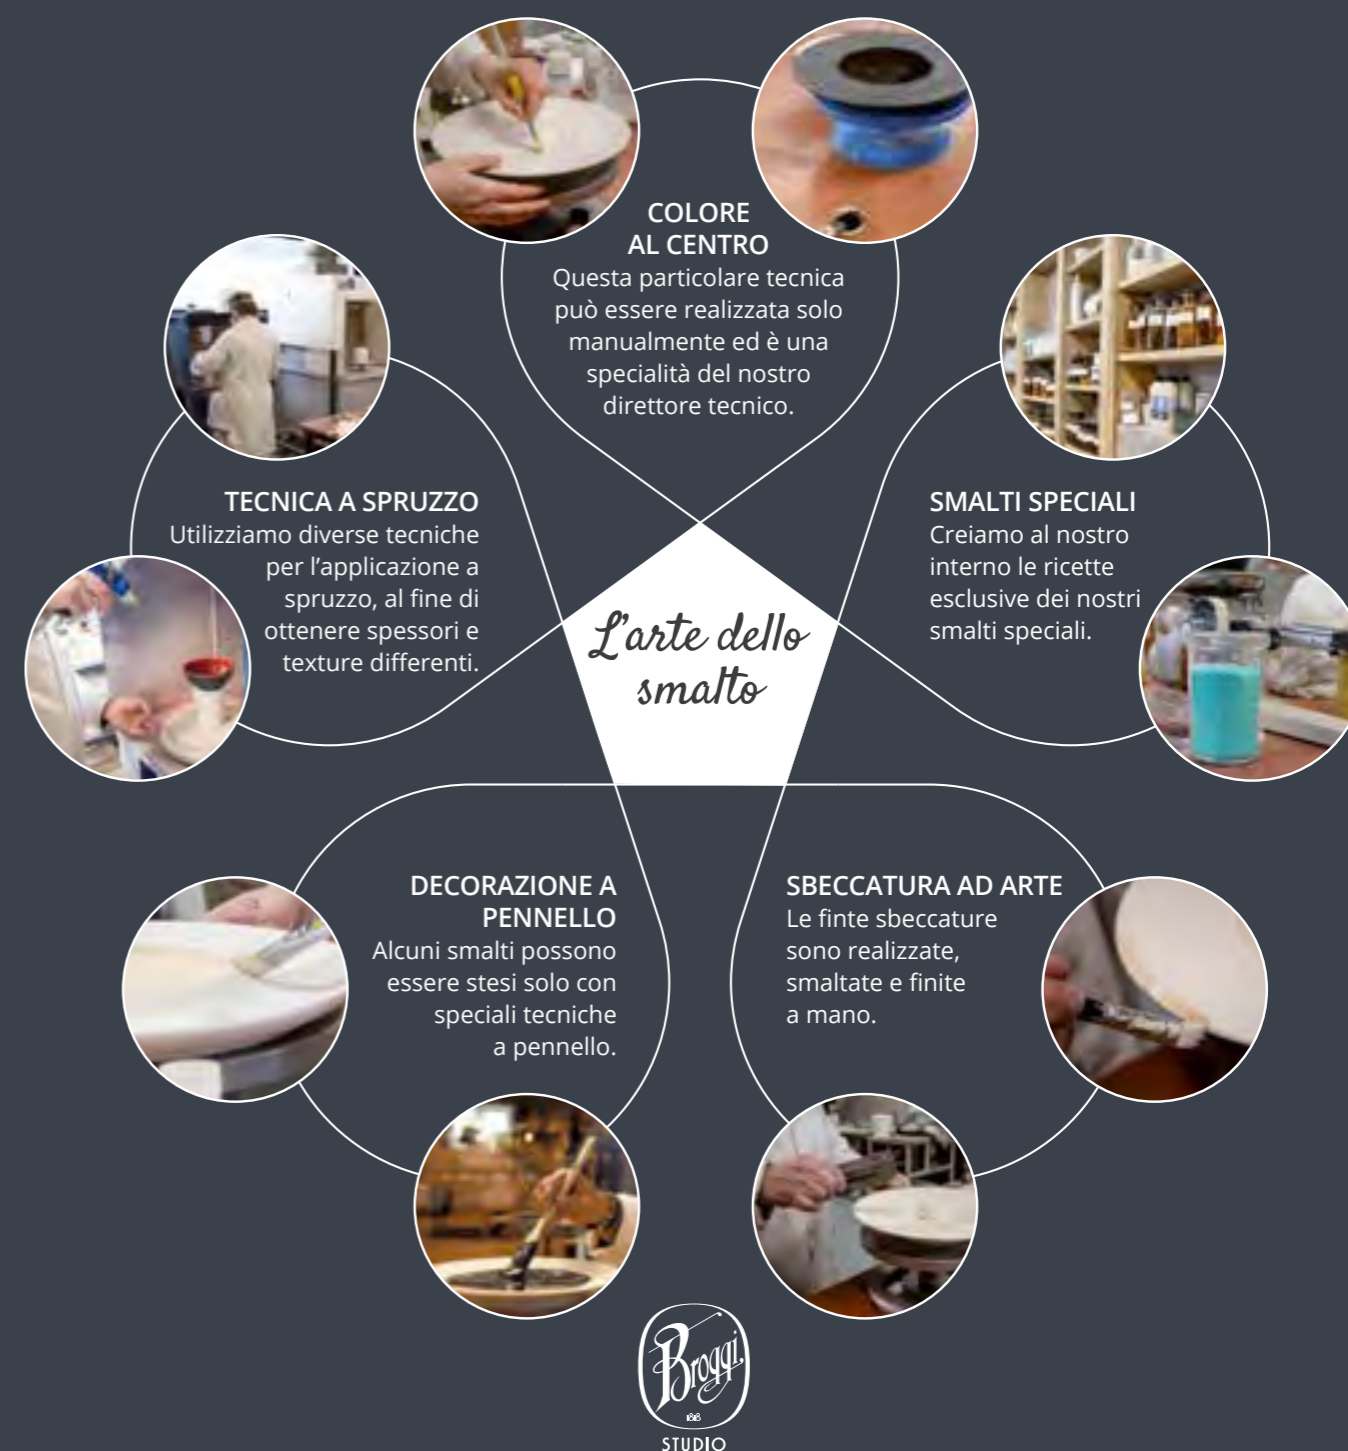 COLORE
AL CENTRO
Questa particolare tecnica
può essere realizzata solo
manualmente ed è una
specialità del nostro
direttore tecnico.
TECNICA A SPRUZZO
Utilizziamo diverse tecniche
per l’applicazione a
spruzzo, al fine di
ottenere spessori e
texture differenti.
SMALTI SPECIALI
Creiamo al nostro
interno le ricette
esclusive dei nostri
smalti speciali.
L’arte dello
smalto
DECORAZIONE A
PENNELLO
Alcuni smalti possono
essere stesi solo con
speciali tecniche
a pennello.
SBECCATURA AD ARTE
Le finte sbeccature
sono realizzate,
smaltate e finite
a mano.
Broggi
1818
STUDIO